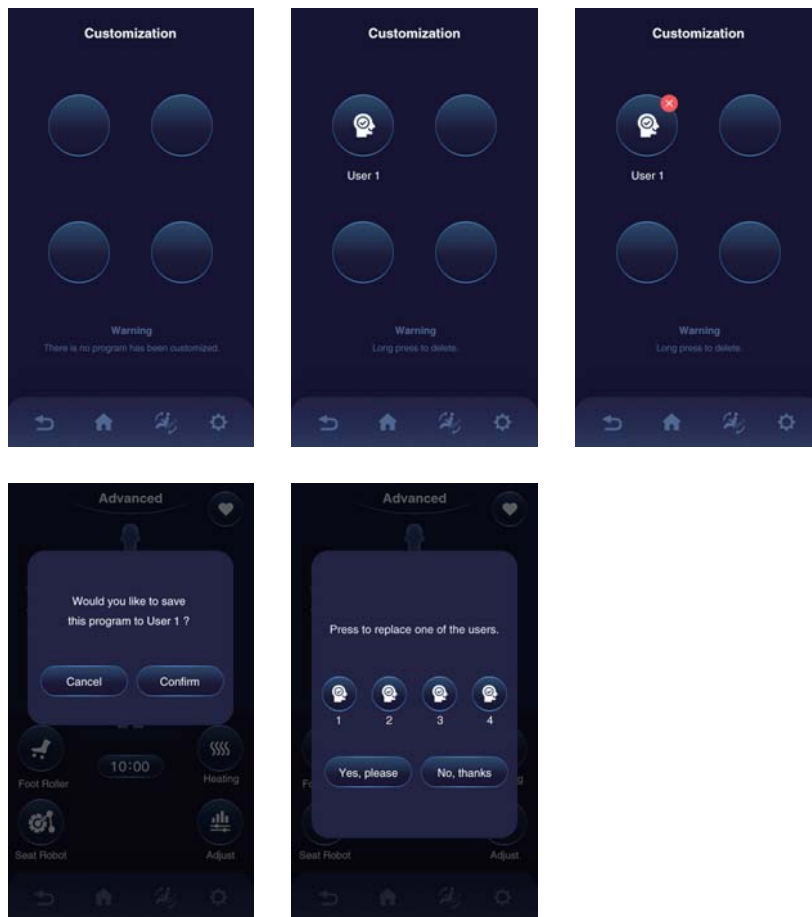 Customization
Warning
There is no program has been customized.
Customization
User 1
Warning
Long press to delete.
Customization
User 1
Warning
Long press to delete.
Advanced
Would you like to save
this program to User 1 ?
Cancel
Confirm
10:00
Foot Roller
Heating
Seat Robot
Adjust
Advanced
Press to replace one of the users.
1
2
3
4
Yes, please
No, thanks
Seat Robot
Adjust